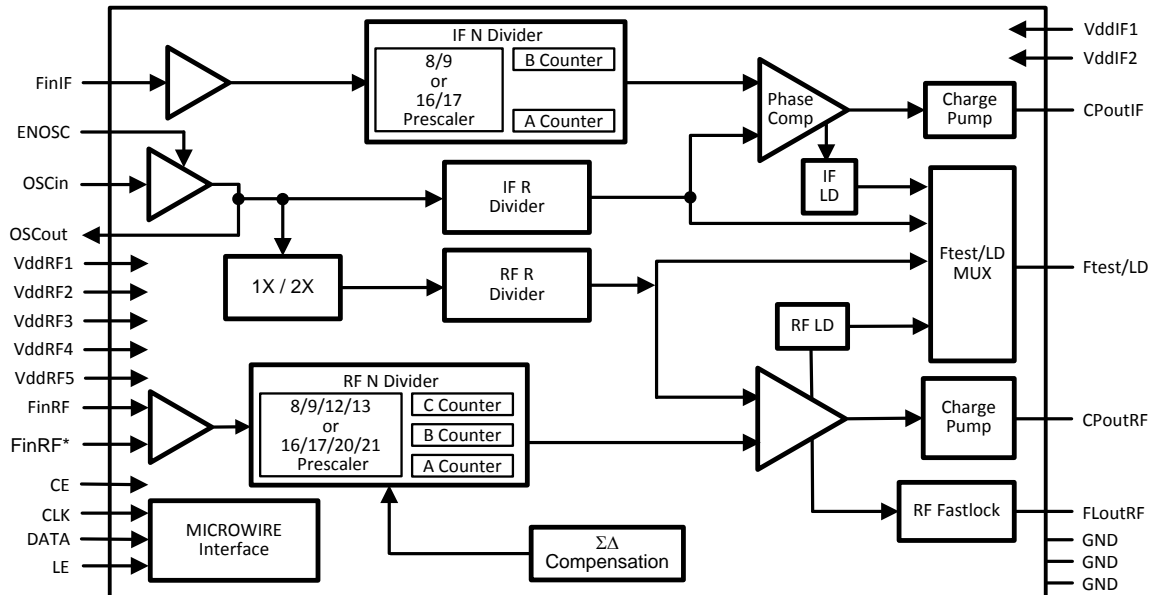 FinIF
ENOSC
OSCin
OSCout
VddRF1
VddRF2
VddRF3
VddRF4
VddRF5
FinRF
FinRF*
CE
CLK
DATA
LE
IF N Divider
8/9
or
16/17
Prescaler
B Counter
A Counter
Phase
Comp
Charge
Pump
IF
LD
IF R
Divider
1X / 2X
RF R
Divider
Ftest/LD
MUX
RF LD
RF N Divider
8/9/12/13
or
16/17/20/21
Prescaler
C Counter
B Counter
A Counter
Charge
Pump
RF Fastlock
MICROWIRE
Interface
ΣΔ
Compensation
VddIF1
VddIF2
CPoutIF
Ftest/LD
CPoutRF
FLoutRF
GND
GND
GND